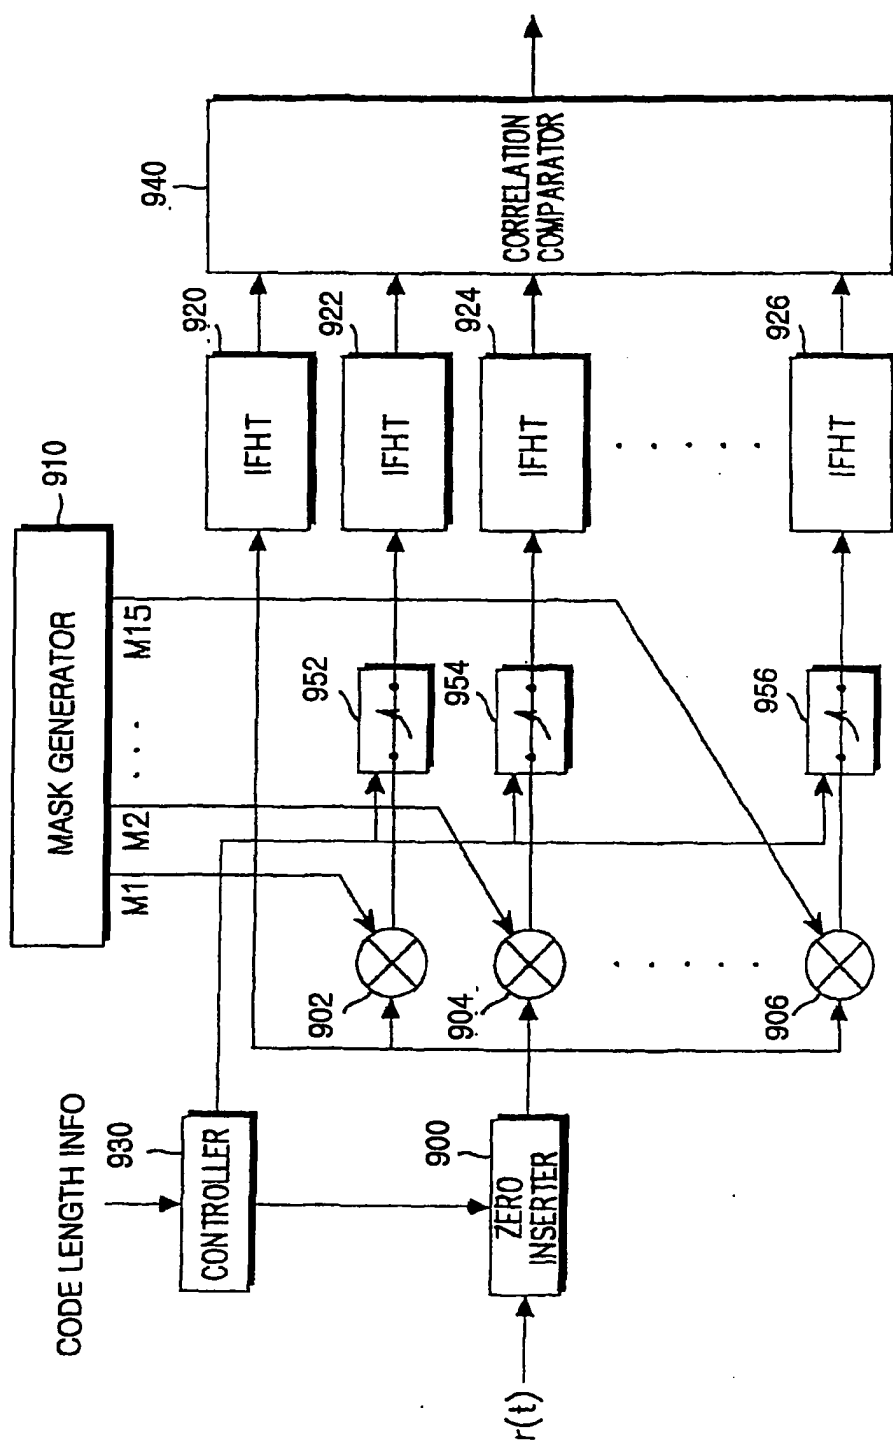 CODE LENGTH INFO
930
CONTROLLER
r(t)
900
ZERO
INSERTER
902
904
906
910
MASK GENERATOR
M1
M2
M15
952
954
956
920
IFHT
922
IFHT
924
IFHT
926
IFHT
940
CORRELATION
COMPARATOR